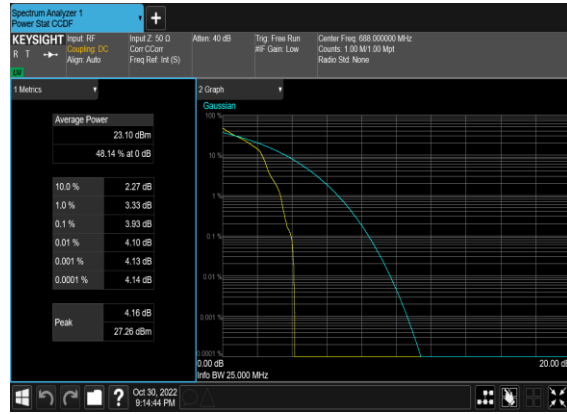 Spectrum Analyzer 1
Power Stat CCDF
KEYSIGHT
R T
Input: RF
Coupling: DC
Align: Auto
Input Z: 50 Ω
Corr CCorr
Freq Ref: Int (S)
Atten: 40 dB
Trig: Free Run
#IF Gain: Low
Center Freq: 688.000000 MHz
Counts: 1.00 M/1.00 Mpt
Radio Std: None
1 Metrics
Average Power
23.10 dBm
48.14 % at 0 dB
10.0 % 2.27 dB
1.0 % 3.33 dB
0.1 % 3.93 dB
0.01 % 4.10 dB
0.001 % 4.13 dB
0.0001 % 4.14 dB
Peak
4.16 dB
27.26 dBm
2 Graph
Gaussian
100 %
10 %
1 %
0.1 %
0.01 %
0.001 %
0.0001 %
0.00 dB
20.00 dB
Info BW 25.000 MHz
?
Oct 30, 2022
9:14:44 PM